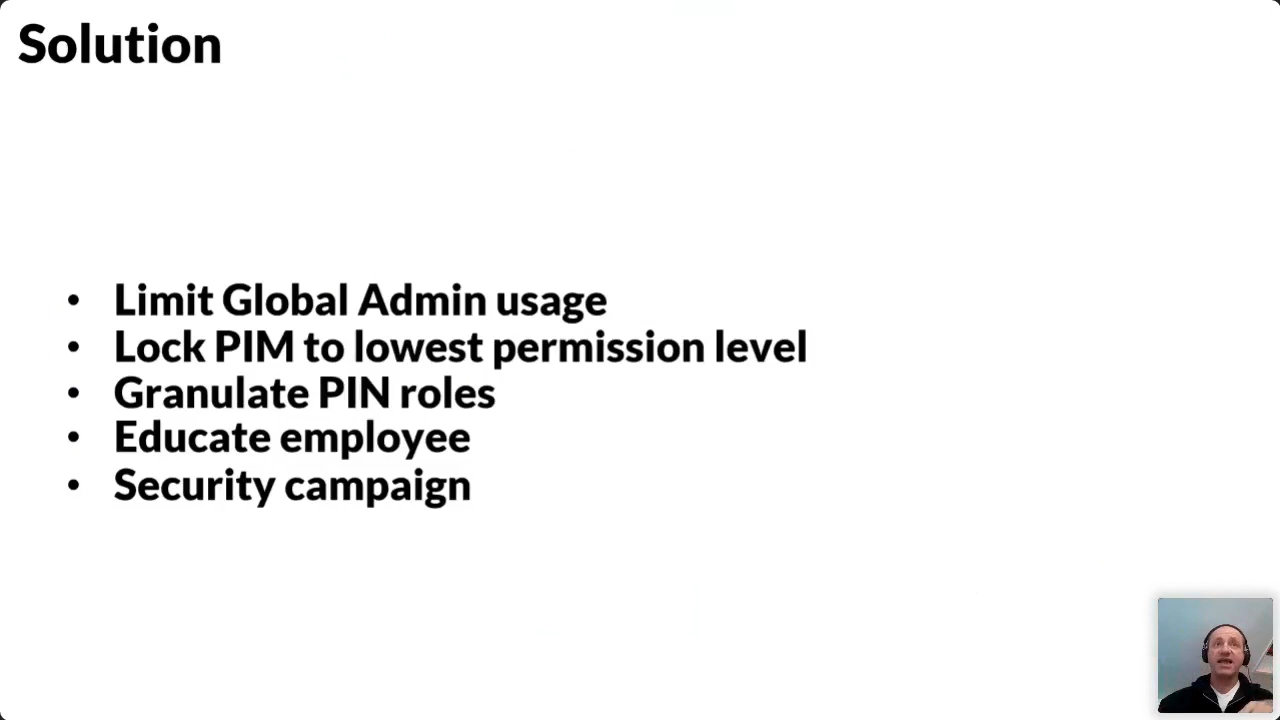 Solution
• Limit Global Admin usage
• Lock PIM to lowest permission level
• Granulate PIN roles
• Educate employee
• Security campaign